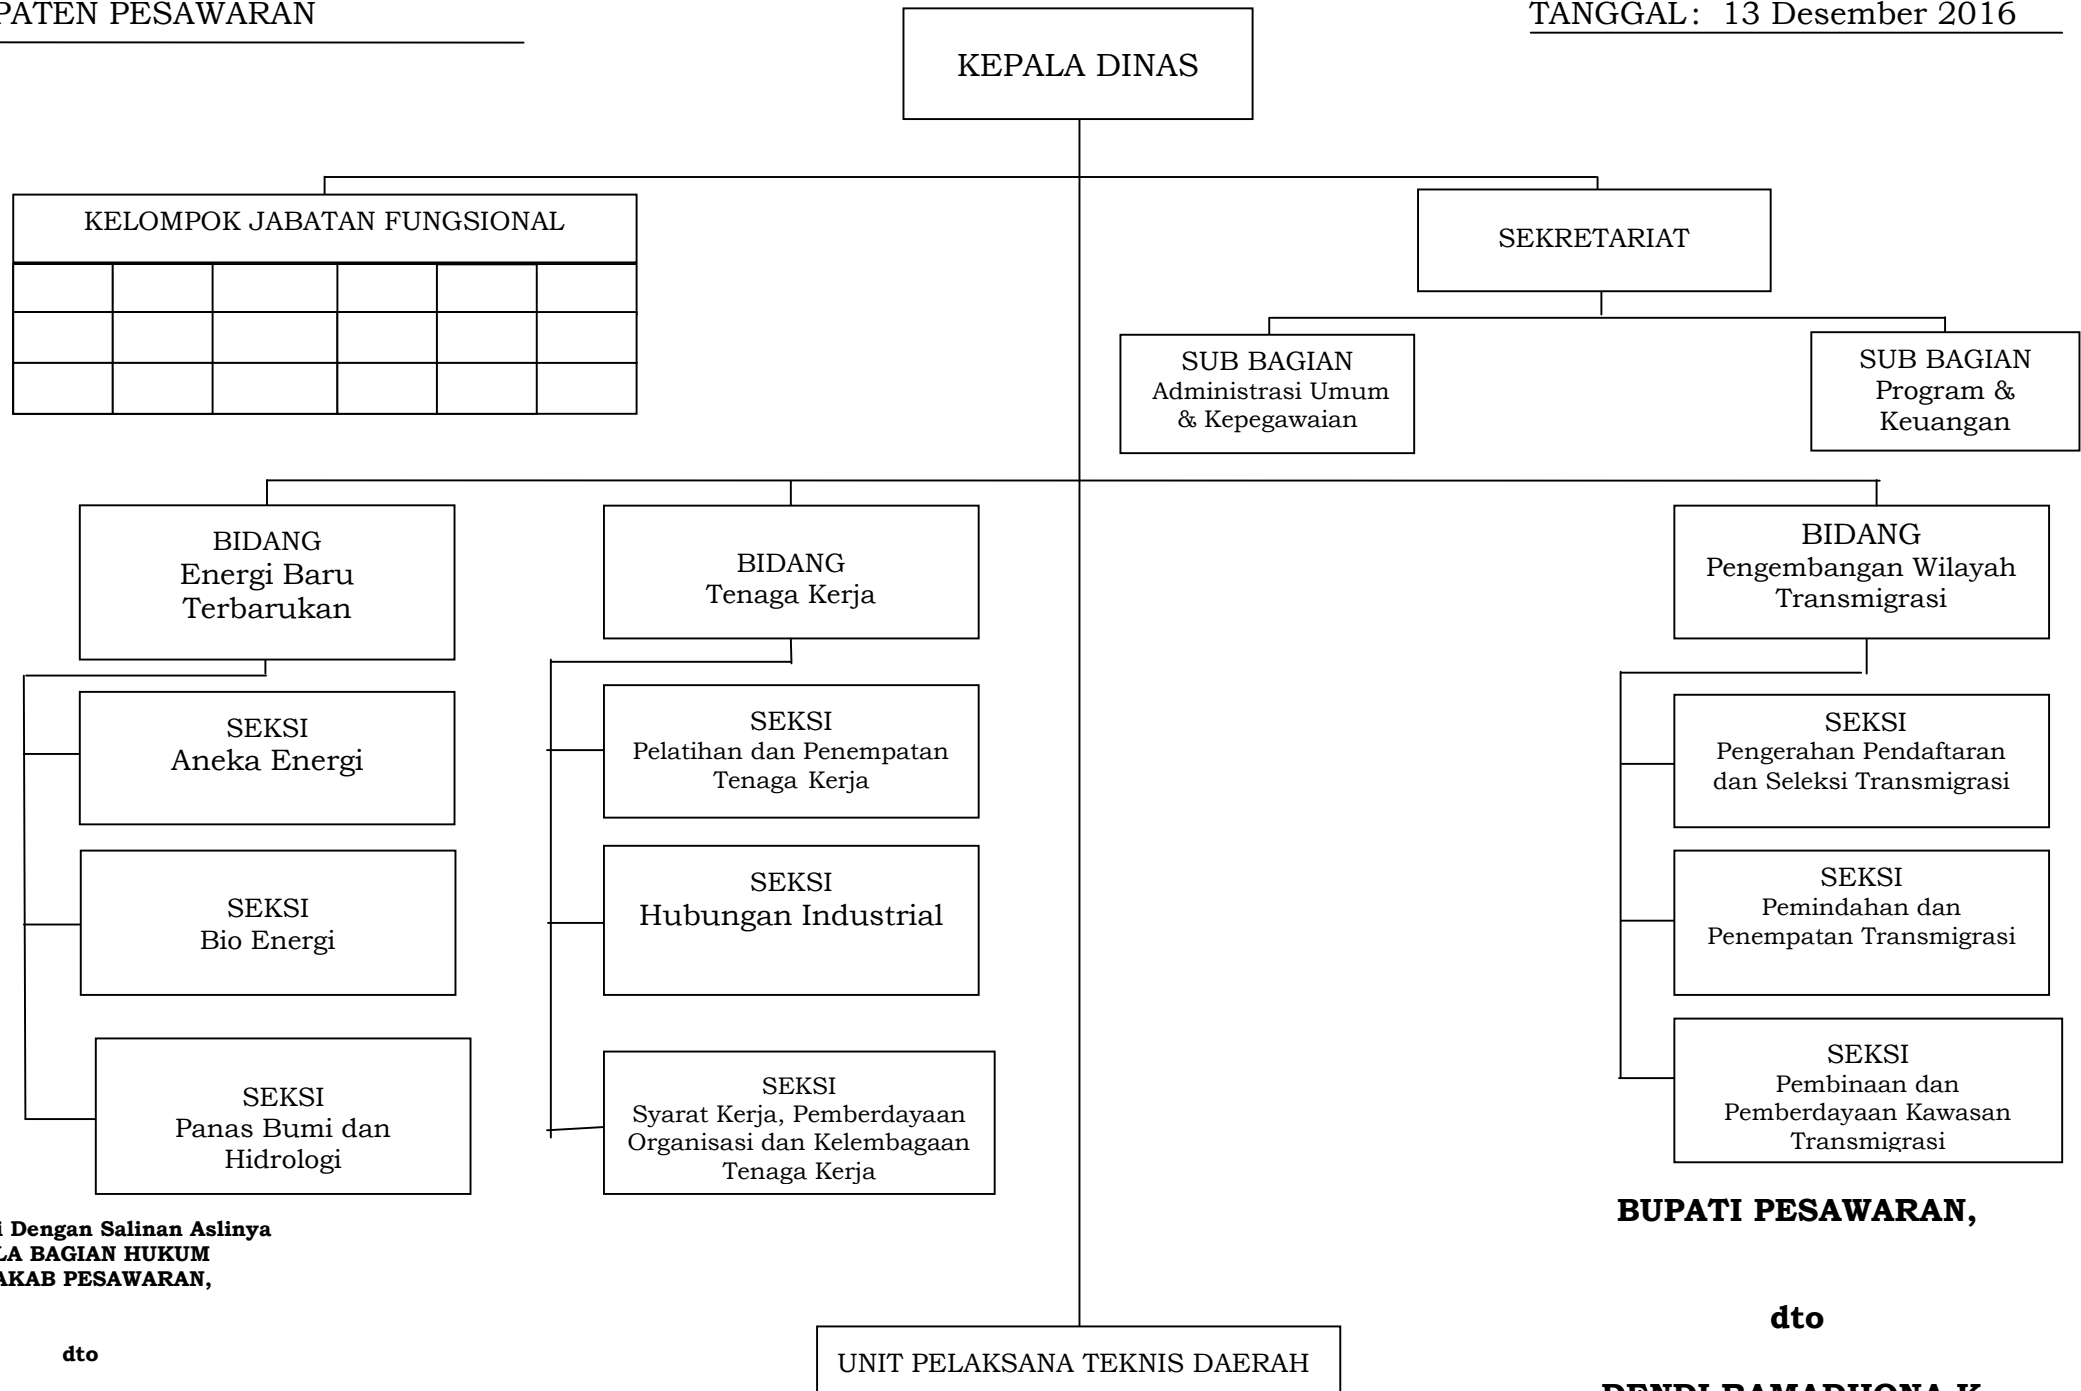 PATEN PESAWARAN
TANGGAL: 13 Desember 2016
KEPALA DINAS
KELOMPOK JABATAN FUNGSIONAL
SEKRETARIAT
SUB BAGIAN
Administrasi Umum
& Kepegawaian
SUB BAGIAN
Program &
Keuangan
BIDANG
Energi Baru
Terbarukan
BIDANG
Tenaga Kerja
BIDANG
Pengembangan Wilayah
Transmigrasi
SEKSI
Aneka Energi
SEKSI
Pelatihan dan Penempatan
Tenaga Kerja
SEKSI
Pengerahan Pendaftaran
dan Seleksi Transmigrasi
SEKSI
Bio Energi
SEKSI
Hubungan Industrial
SEKSI
Pemindahan dan
Penempatan Transmigrasi
SEKSI
Panas Bumi dan
Hidrologi
SEKSI
Syarat Kerja, Pemberdayaan
Organisasi dan Kelembagaan
Tenaga Kerja
SEKSI
Pembinaan dan
Pemberdayaan Kawasan
Transmigrasi
i Dengan Salinan Aslinya
LA BAGIAN HUKUM
AKAB PESAWARAN,
dto
UNIT PELAKSANA TEKNIS DAERAH
BUPATI PESAWARAN,
dto
DENDI RAMADHONA K